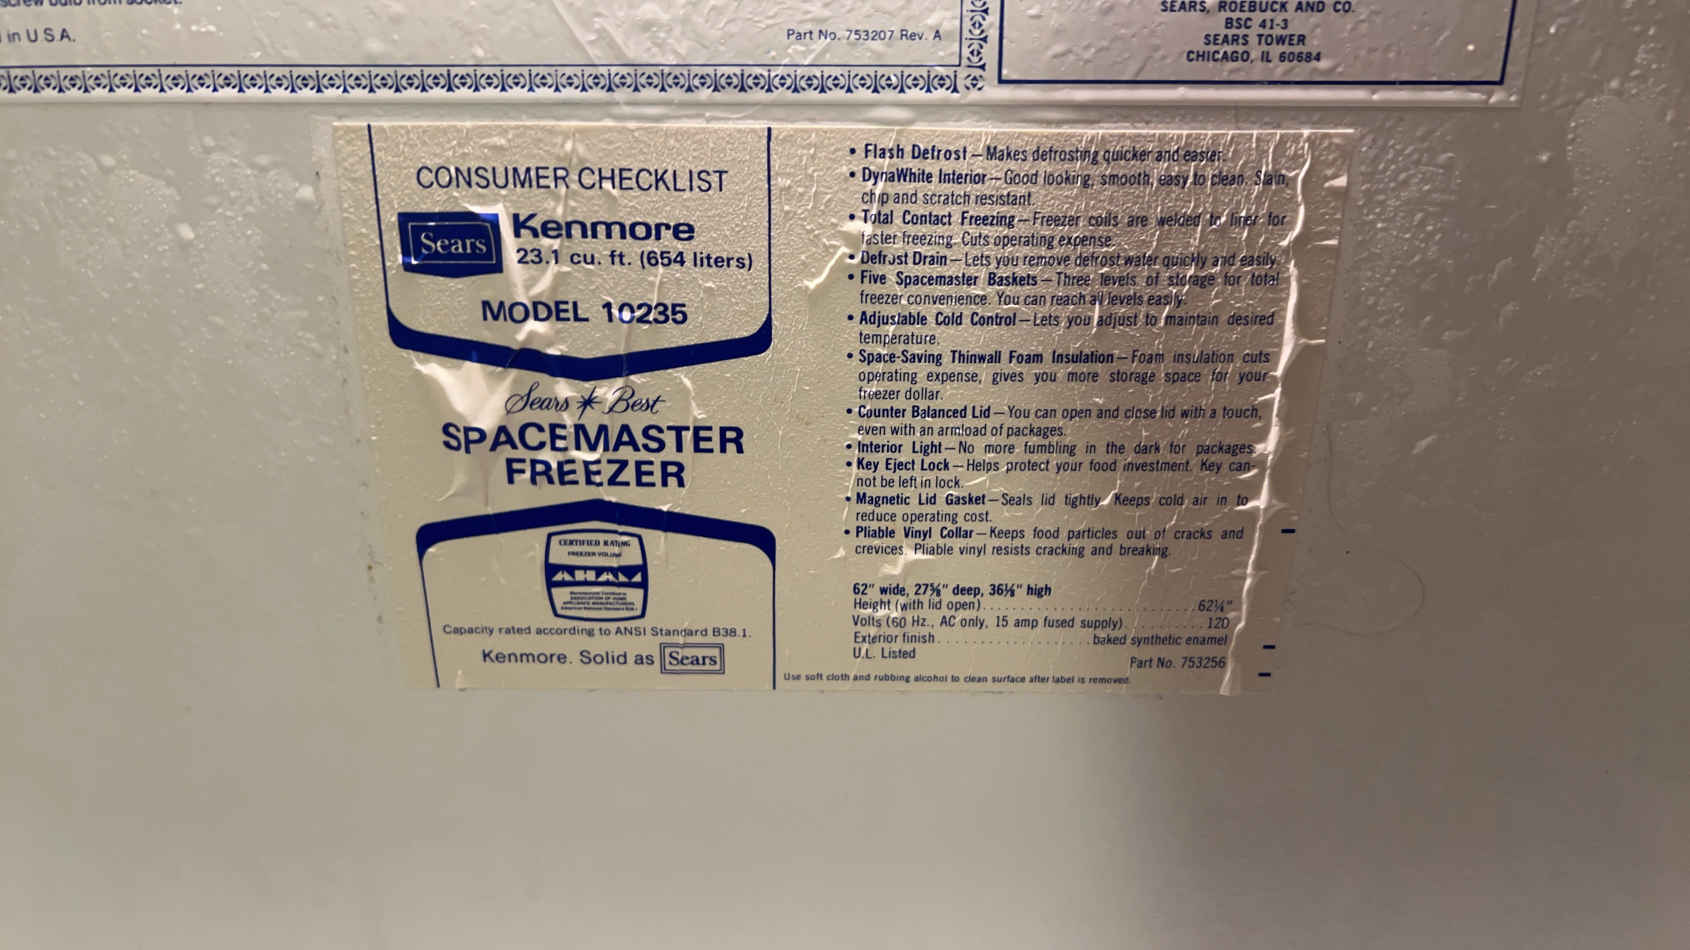 screw bulb from socket.
in U S A.
Part No. 753207 Rev. A
SEARS, ROEBUCK AND CO.
BSC 41-3
SEARS TOWER
CHICAGO, IL 60684
CONSUMER CHECKLIST
Sears
Kenmore
23.1 cu. ft. (654 liters)
MODEL 10235
Sears Best
SPACEMASTER
FREEZER
CERTIFIED RATING
FREEZER VOLUME
AHAM
ASSOCIATION OF HOME
APPLIANCE MANUFACTURERS
Capacity rated according to ANSI Standard B38.1.
Kenmore. Solid as Sears
• Flash Defrost—Makes defrosting quicker and easier.
• DynaWhite Interior—Good looking, smooth, easy to clean. Stain,
chip and scratch resistant.
• Total Contact Freezing—Freezer coils are welded to liner for
faster freezing. Cuts operating expense.
• Defrost Drain—Lets you remove defrost water quickly and easily.
• Five Spacemaster Baskets—Three levels of storage for total
freezer convenience. You can reach all levels easily.
• Adjustable Cold Control—Lets you adjust to maintain desired
temperature.
• Space-Saving Thinwall Foam Insulation—Foam insulation cuts
operating expense, gives you more storage space for your
freezer dollar.
• Counter Balanced Lid—You can open and close lid with a touch,
even with an armload of packages.
• Interior Light—No more fumbling in the dark for packages.
• Key Eject Lock—Helps protect your food investment. Key can-
not be left in lock.
• Magnetic Lid Gasket—Seals lid tightly. Keeps cold air in to
reduce operating cost.
• Pliable Vinyl Collar—Keeps food particles out of cracks and
crevices. Pliable vinyl resists cracking and breaking.
62" wide, 27⅝" deep, 36⅛" high
Height (with lid open)..........................62¼"
Volts (60 Hz., AC only, 15 amp fused supply)..........120
Exterior finish...................baked synthetic enamel
U.L. Listed
Part No. 753256
Use soft cloth and rubbing alcohol to clean surface after label is removed.